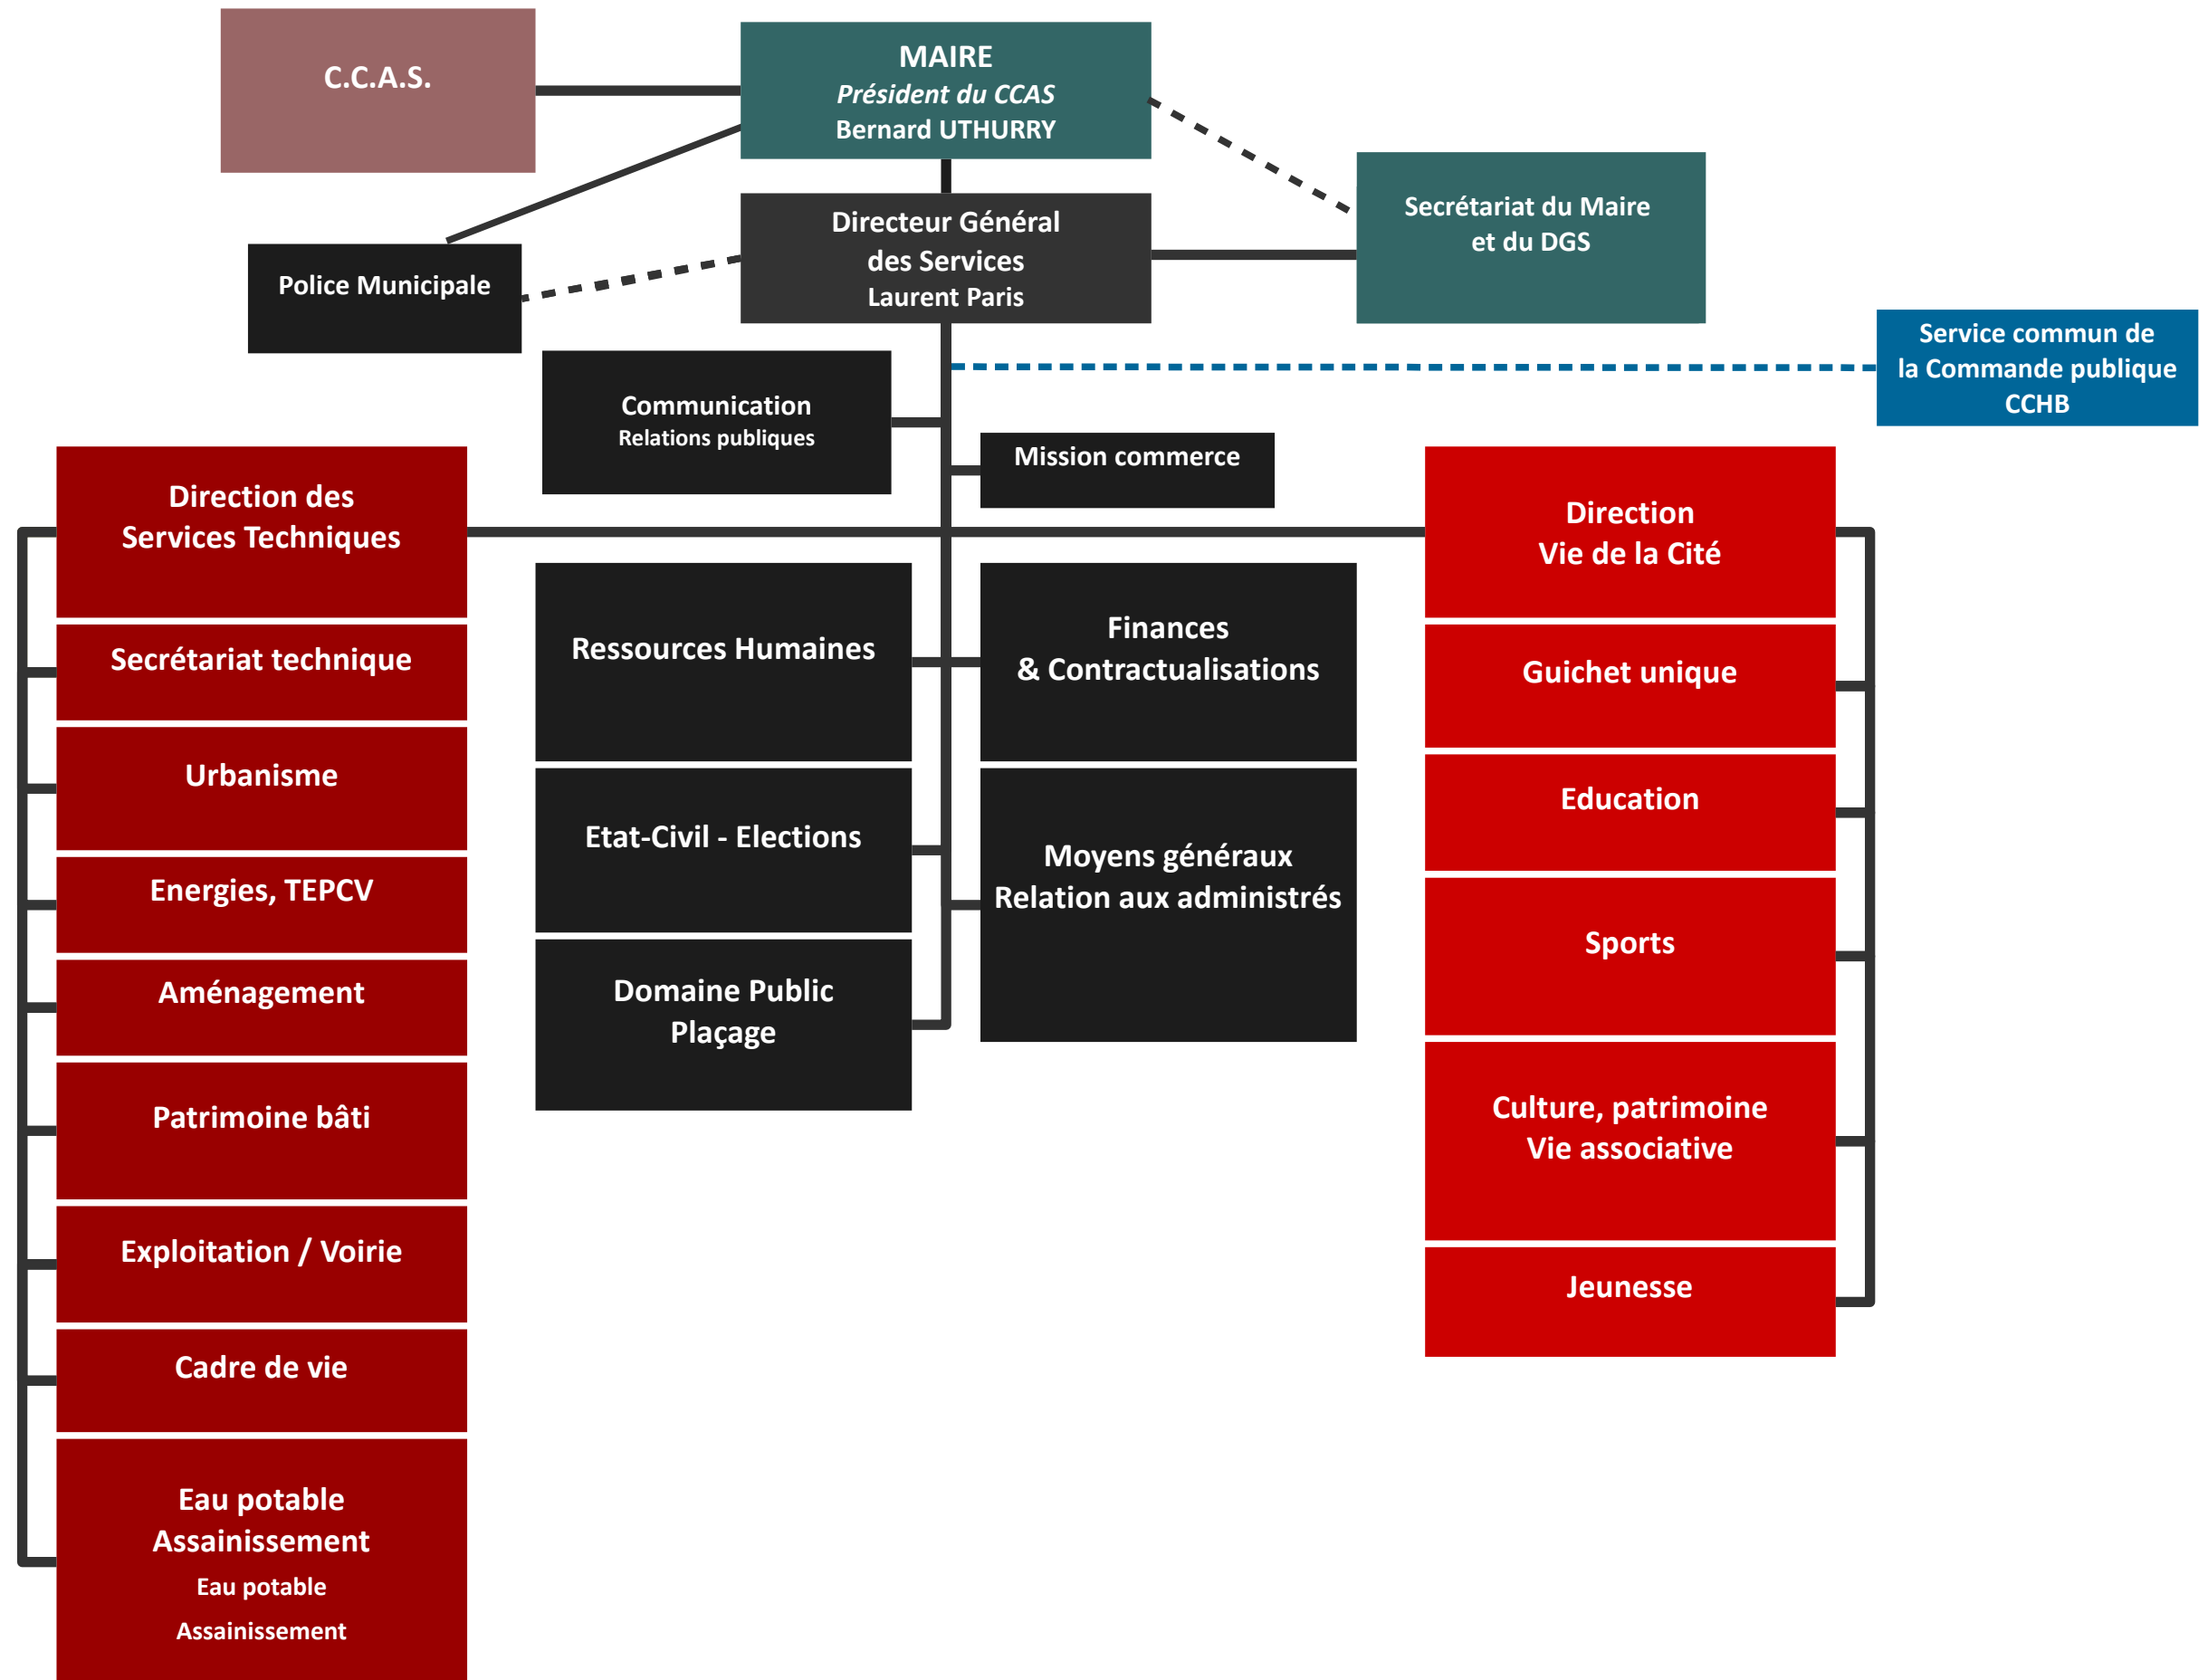 C.C.A.S.
MAIRE
Président du CCAS
Bernard UTHURRY
Directeur Général
des Services
Laurent Paris
Secrétariat du Maire
et du DGS
Police Municipale
Service commun de
la Commande publique
CCHB
Communication
Relations publiques
Mission commerce
Direction des
Services Techniques
Secrétariat technique
Urbanisme
Energies, TEPCV
Aménagement
Patrimoine bâti
Exploitation / Voirie
Cadre de vie
Eau potable
Assainissement
Eau potable
Assainissement
Ressources Humaines
Etat-Civil - Elections
Domaine Public
Plaçage
Finances
& Contractualisations
Moyens généraux
Relation aux administrés
Direction
Vie de la Cité
Guichet unique
Education
Sports
Culture, patrimoine
Vie associative
Jeunesse